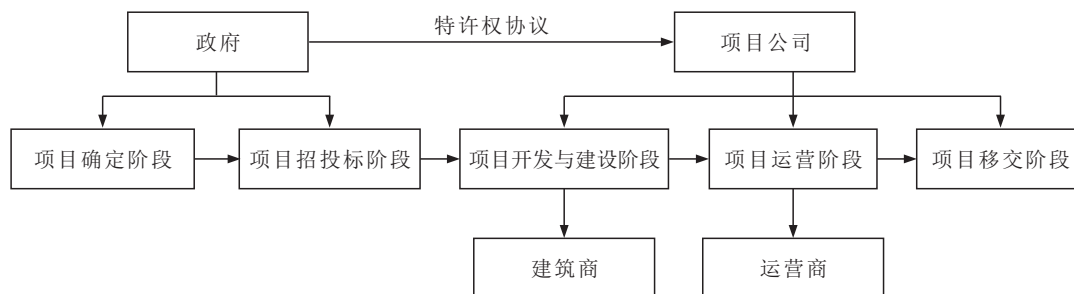 政府
特许权协议
项目公司
项目确定阶段
项目招投标阶段
项目开发与建设阶段
项目运营阶段
项目移交阶段
建筑商
运营商